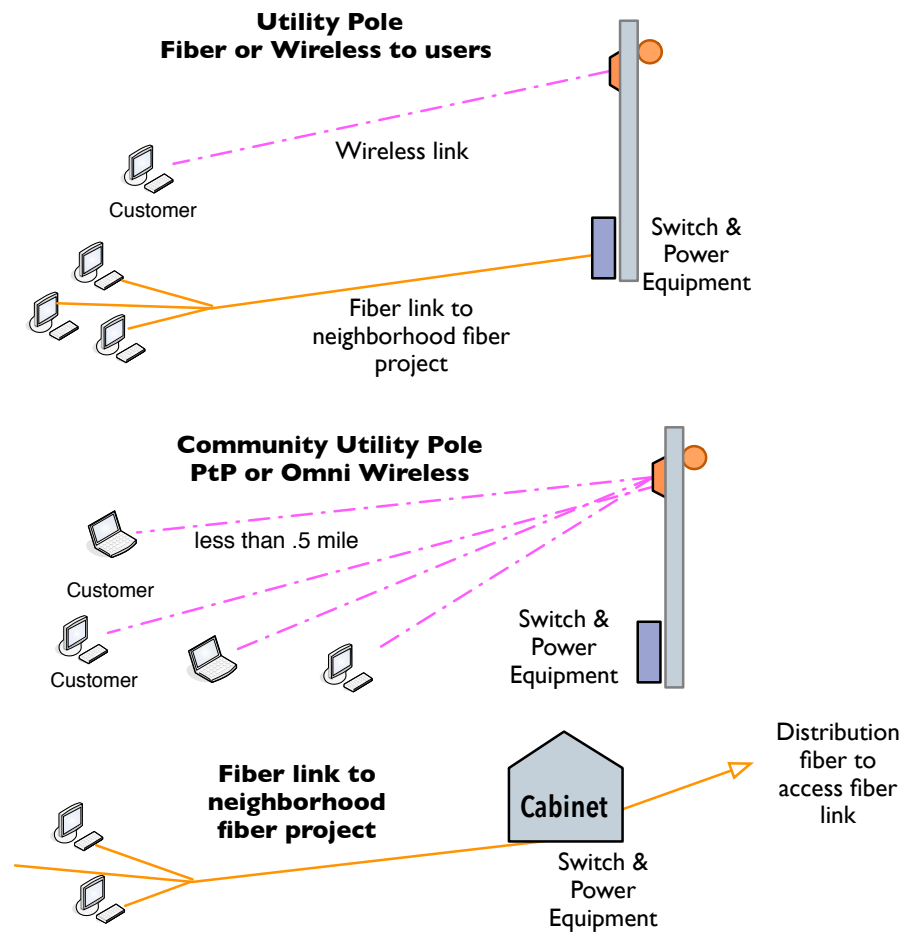 Utility Pole
Fiber or Wireless to users
Wireless link
Customer
Switch &
Power
Equipment
Fiber link to
neighborhood fiber
project
Community Utility Pole
PtP or Omni Wireless
less than .5 mile
Customer
Customer
Switch &
Power
Equipment
Distribution
fiber to
access fiber
link
Fiber link to
neighborhood
fiber project
Cabinet
Switch &
Power
Equipment